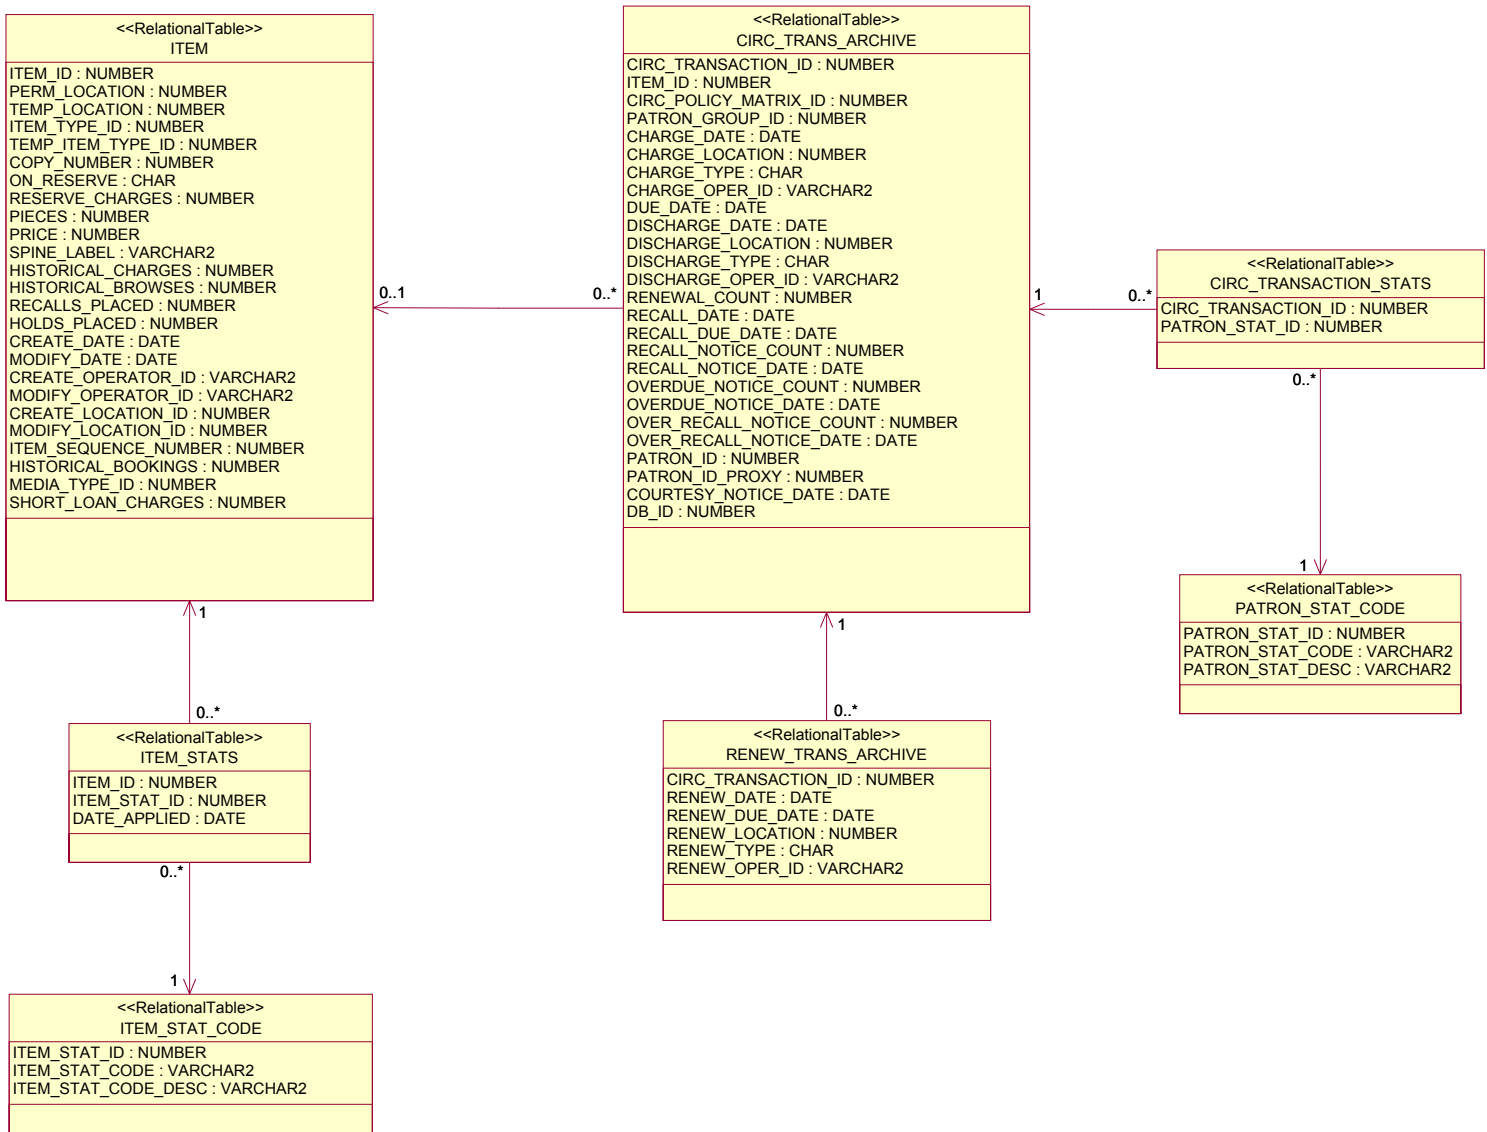 <<RelationalTable>>
ITEM
ITEM_ID : NUMBER
PERM_LOCATION : NUMBER
TEMP_LOCATION : NUMBER
ITEM_TYPE_ID : NUMBER
TEMP_ITEM_TYPE_ID : NUMBER
COPY_NUMBER : NUMBER
ON_RESERVE : CHAR
RESERVE_CHARGES : NUMBER
PIECES : NUMBER
PRICE : NUMBER
SPINE_LABEL : VARCHAR2
HISTORICAL_CHARGES : NUMBER
HISTORICAL_BROWSES : NUMBER
RECALLS_PLACED : NUMBER
HOLDS_PLACED : NUMBER
CREATE_DATE : DATE
MODIFY_DATE : DATE
CREATE_OPERATOR_ID : VARCHAR2
MODIFY_OPERATOR_ID : VARCHAR2
CREATE_LOCATION_ID : NUMBER
MODIFY_LOCATION_ID : NUMBER
ITEM_SEQUENCE_NUMBER : NUMBER
HISTORICAL_BOOKINGS : NUMBER
MEDIA_TYPE_ID : NUMBER
SHORT_LOAN_CHARGES : NUMBER
0..1
0..*
<<RelationalTable>>
CIRC_TRANS_ARCHIVE
CIRC_TRANSACTION_ID : NUMBER
ITEM_ID : NUMBER
CIRC_POLICY_MATRIX_ID : NUMBER
PATRON_GROUP_ID : NUMBER
CHARGE_DATE : DATE
CHARGE_LOCATION : NUMBER
CHARGE_TYPE : CHAR
CHARGE_OPER_ID : VARCHAR2
DUE_DATE : DATE
DISCHARGE_DATE : DATE
DISCHARGE_LOCATION : NUMBER
DISCHARGE_TYPE : CHAR
DISCHARGE_OPER_ID : VARCHAR2
RENEWAL_COUNT : NUMBER
RECALL_DATE : DATE
RECALL_DUE_DATE : DATE
RECALL_NOTICE_COUNT : NUMBER
RECALL_NOTICE_DATE : DATE
OVERDUE_NOTICE_COUNT : NUMBER
OVERDUE_NOTICE_DATE : DATE
OVER_RECALL_NOTICE_COUNT : NUMBER
OVER_RECALL_NOTICE_DATE : DATE
PATRON_ID : NUMBER
PATRON_ID_PROXY : NUMBER
COURTESY_NOTICE_DATE : DATE
DB_ID : NUMBER
1
0..*
<<RelationalTable>>
CIRC_TRANSACTION_STATS
CIRC_TRANSACTION_ID : NUMBER
PATRON_STAT_ID : NUMBER
0..*
1
<<RelationalTable>>
PATRON_STAT_CODE
PATRON_STAT_ID : NUMBER
PATRON_STAT_CODE : VARCHAR2
PATRON_STAT_DESC : VARCHAR2
1
0..*
<<RelationalTable>>
ITEM_STATS
ITEM_ID : NUMBER
ITEM_STAT_ID : NUMBER
DATE_APPLIED : DATE
0..*
1
<<RelationalTable>>
ITEM_STAT_CODE
ITEM_STAT_ID : NUMBER
ITEM_STAT_CODE : VARCHAR2
ITEM_STAT_CODE_DESC : VARCHAR2
1
0..*
<<RelationalTable>>
RENEW_TRANS_ARCHIVE
CIRC_TRANSACTION_ID : NUMBER
RENEW_DATE : DATE
RENEW_DUE_DATE : DATE
RENEW_LOCATION : NUMBER
RENEW_TYPE : CHAR
RENEW_OPER_ID : VARCHAR2